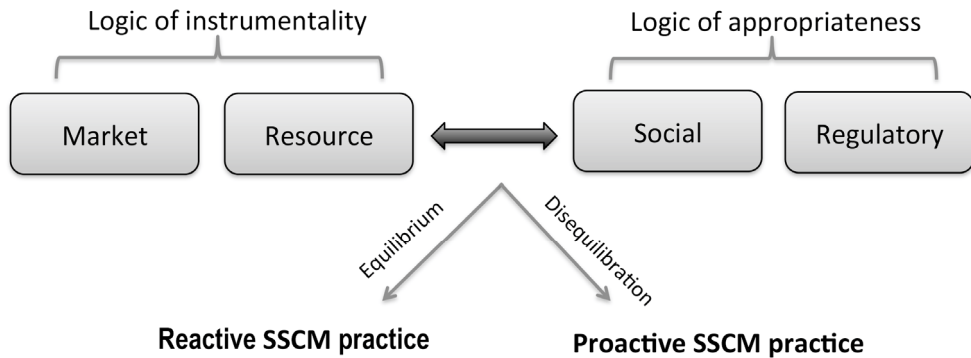 Logic of instrumentality
Logic of appropriateness
Market
Resource
Social
Regulatory
Equilibrium
Disequilibration
Reactive SSCM practice
Proactive SSCM practice